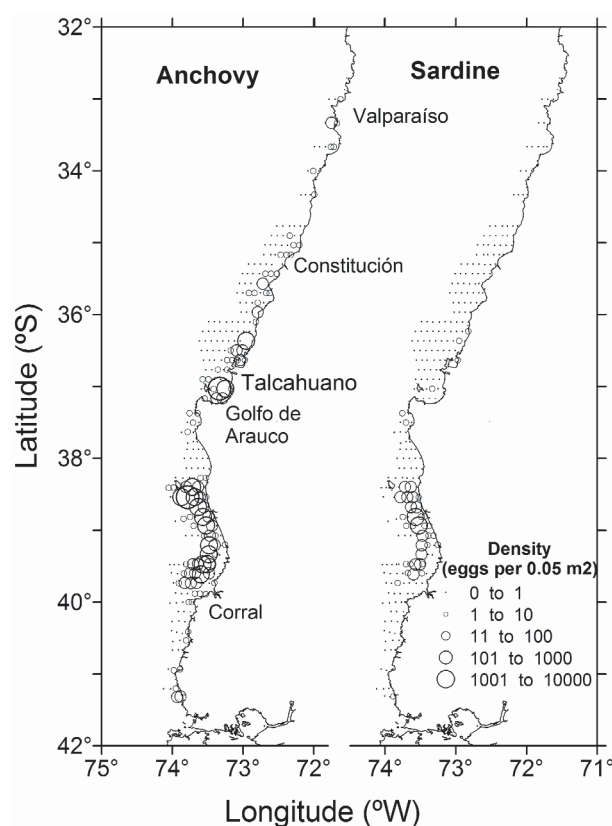 32°
Anchovy
Sardine
Valparaíso
34°
Constitución
36°
Talcahuano
Golfo de
Arauco
Latitude (ºS)
38°
Density
(eggs per 0.05 m2)
0 to 1
1 to 10
11 to 100
101 to 1000
1001 to 10000
40°
Corral
42°
75° 74° 73° 72° 74° 73° 72° 71°
Longitude (ºW)